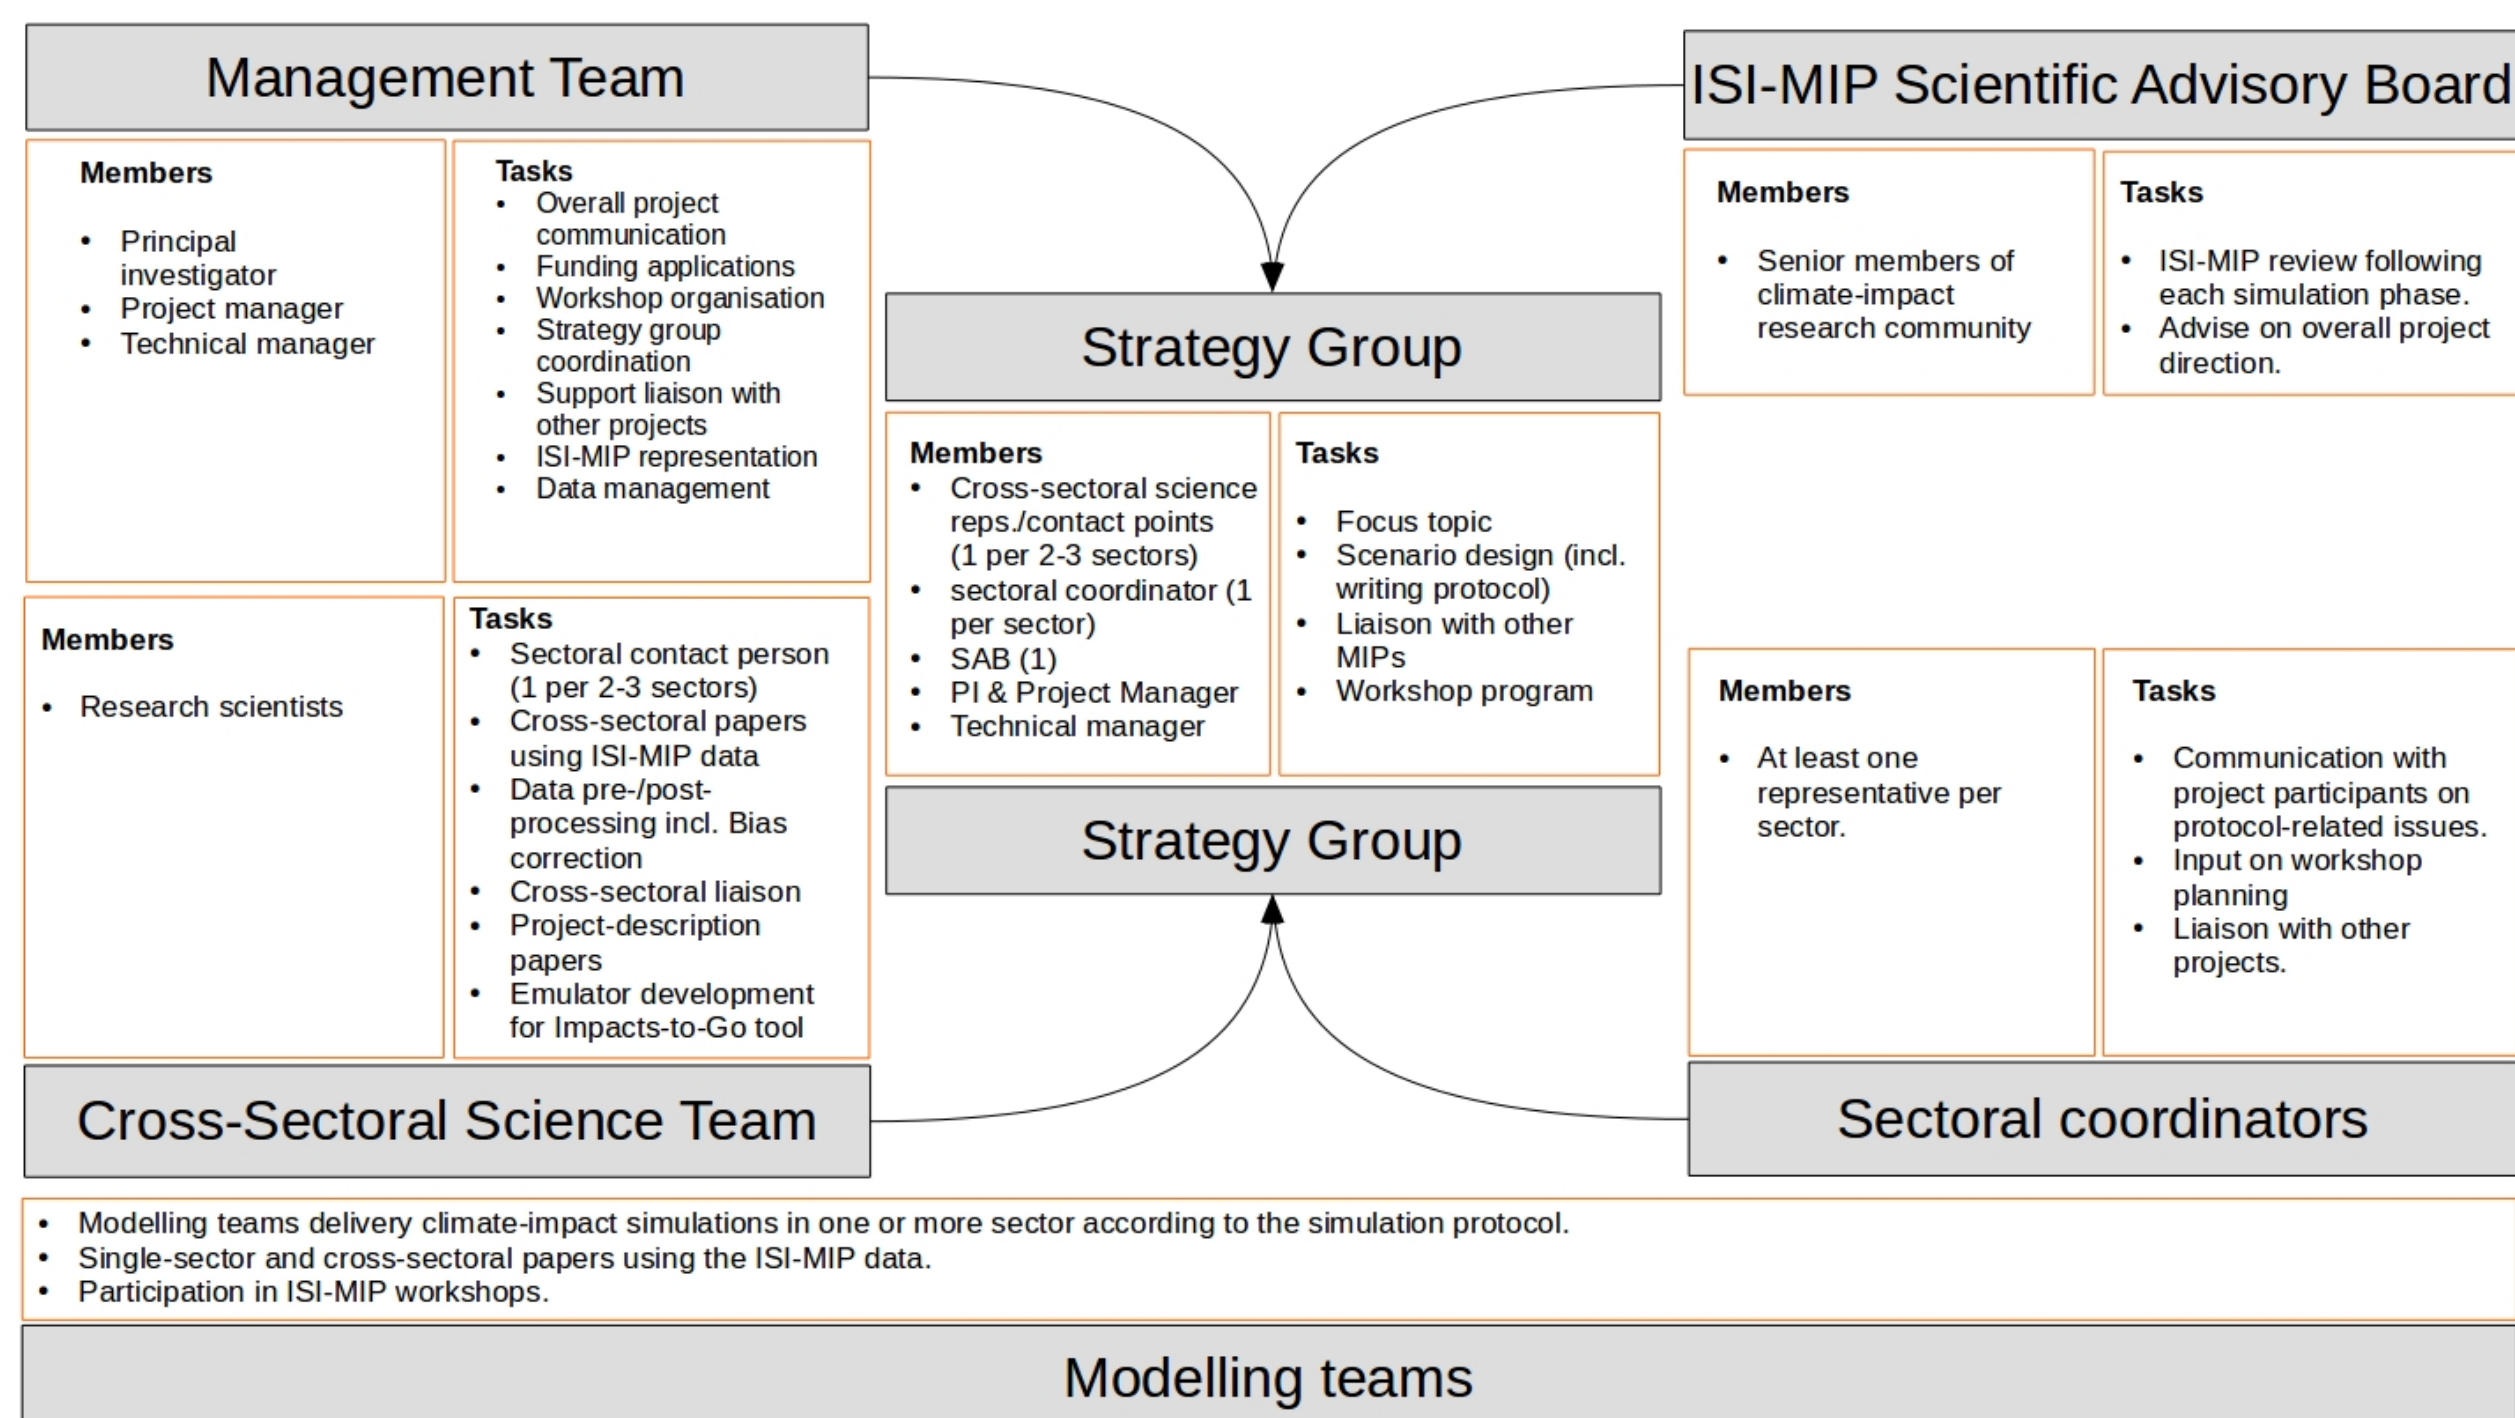 Management Team
Members
• Principal
investigator
• Project manager
• Technical manager
Tasks
• Overall project
communication
• Funding applications
• Workshop organisation
• Strategy group
coordination
• Support liaison with
other projects
• ISI-MIP representation
• Data management
ISI-MIP Scientific Advisory Board
Members
• Senior members of
climate-impact
research community
Tasks
• ISI-MIP review following
each simulation phase.
• Advise on overall project
direction.
Strategy Group
Members
• Cross-sectoral science
reps./contact points
(1 per 2-3 sectors)
• sectoral coordinator (1
per sector)
• SAB (1)
• PI & Project Manager
• Technical manager
Tasks
• Focus topic
• Scenario design (incl.
writing protocol)
• Liaison with other
MIPs
• Workshop program
Strategy Group
Members
• Research scientists
Tasks
• Sectoral contact person
(1 per 2-3 sectors)
• Cross-sectoral papers
using ISI-MIP data
• Data pre-/post-
processing incl. Bias
correction
• Cross-sectoral liaison
• Project-description
papers
• Emulator development
for Impacts-to-Go tool
Cross-Sectoral Science Team
Members
• At least one
representative per
sector.
Tasks
• Communication with
project participants on
protocol-related issues.
• Input on workshop
planning
• Liaison with other
projects.
Sectoral coordinators
• Modelling teams delivery climate-impact simulations in one or more sector according to the simulation protocol.
• Single-sector and cross-sectoral papers using the ISI-MIP data.
• Participation in ISI-MIP workshops.
Modelling teams